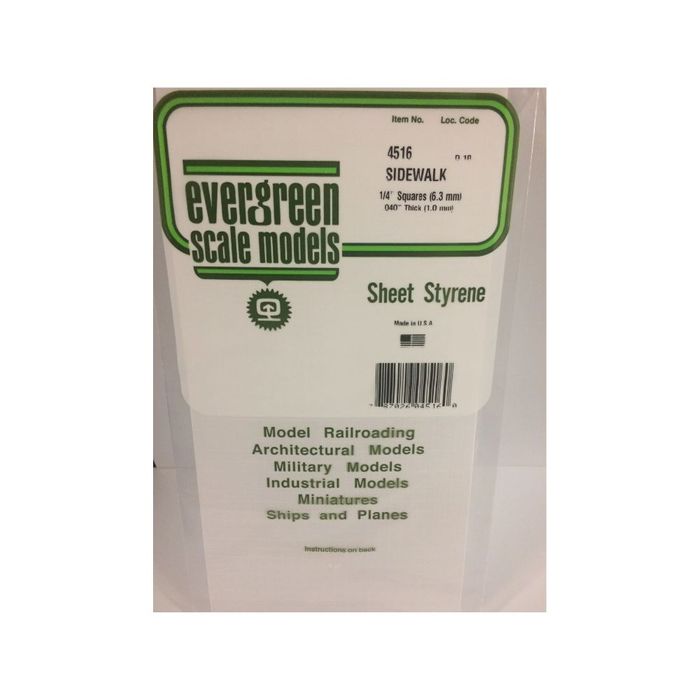 Item No. Loc. Code
4516
SIDEWALK
1/4" Squares (6.3 mm)
.040" Thick (1.0 mm)
evergreen
scale models
Sheet Styrene
Made in U.S.A
Model Railroading
Architectural Models
Military Models
Industrial Models
Miniatures
Ships and Planes
Instructions on back